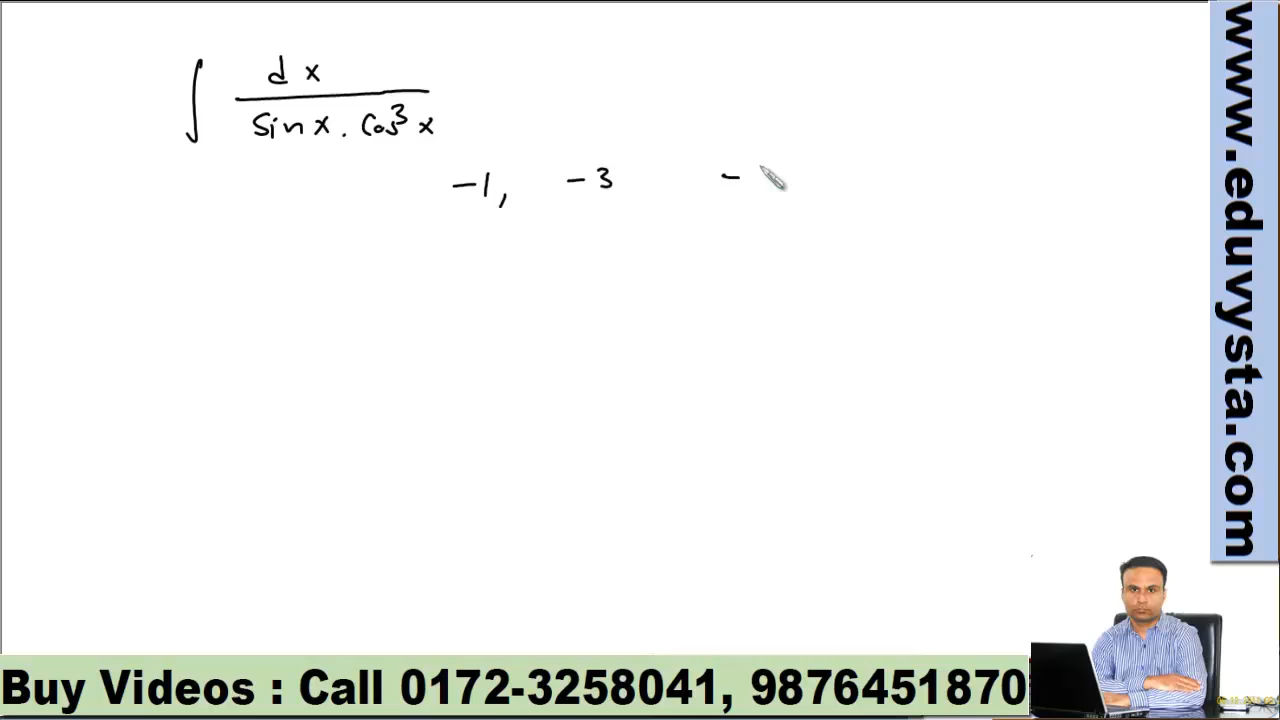 ∫ dx
sin x . cos³ x
-1, -3 -
www.eduvysta.com
Buy Videos : Call 0172-3258041, 9876451870